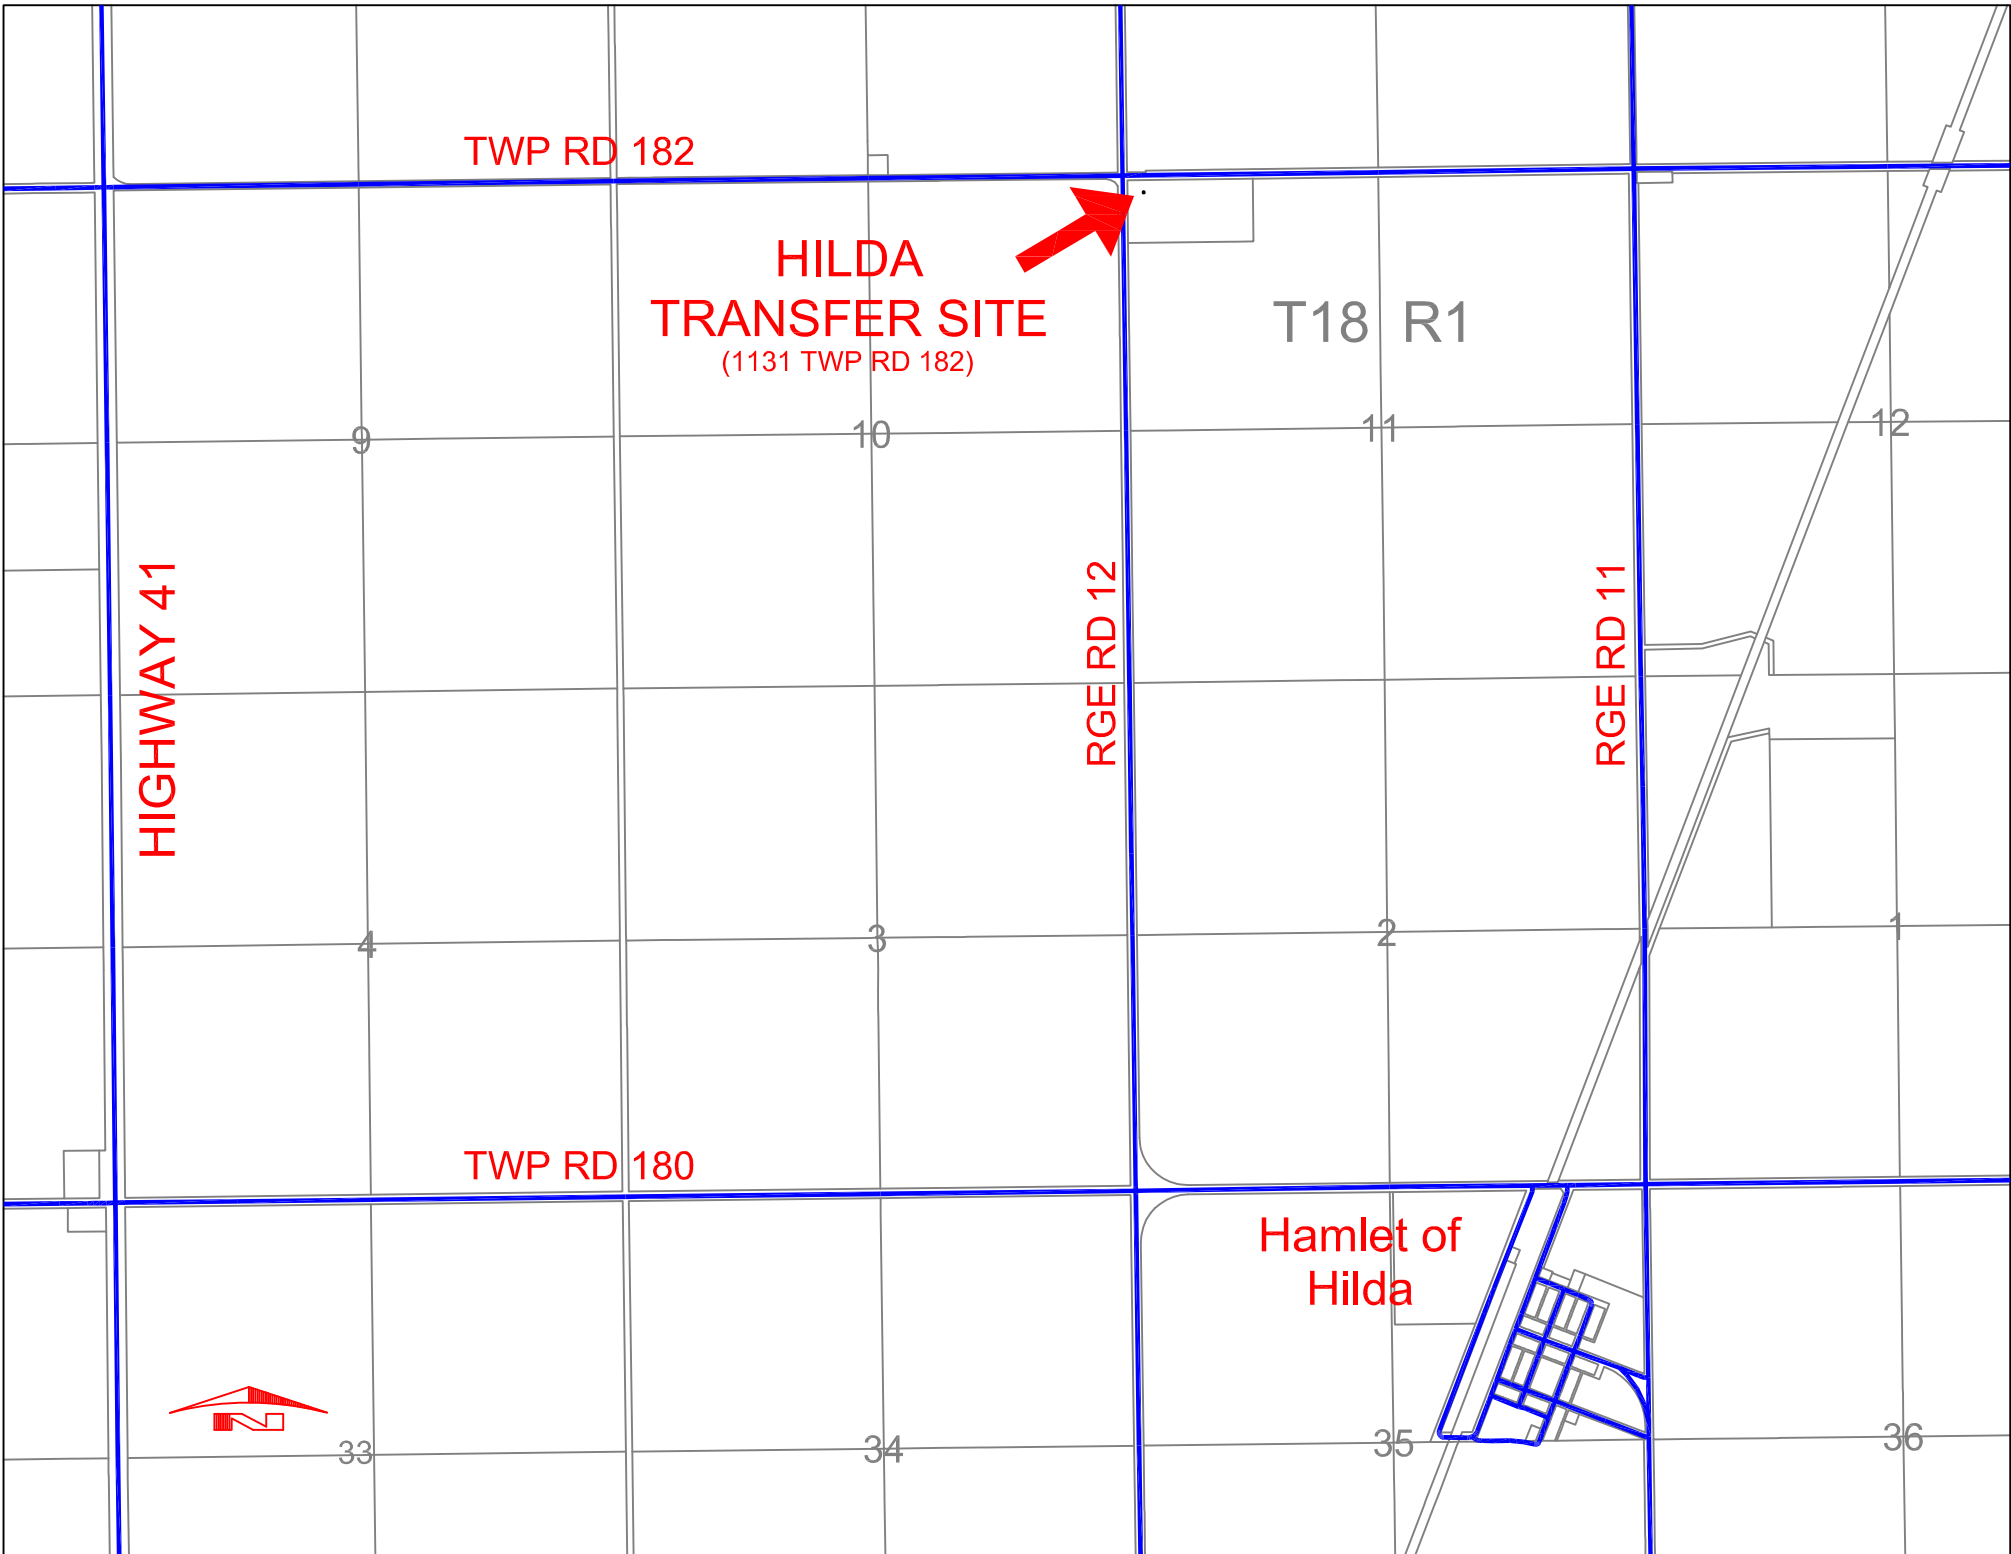 TWP RD 182
HILDA
TRANSFER SITE
(1131 TWP RD 182)
T18 R1
9
10
11
12
HIGHWAY 41
RGE RD 12
RGE RD 11
4
3
2
1
TWP RD 180
Hamlet of
Hilda
N
33
34
35
36